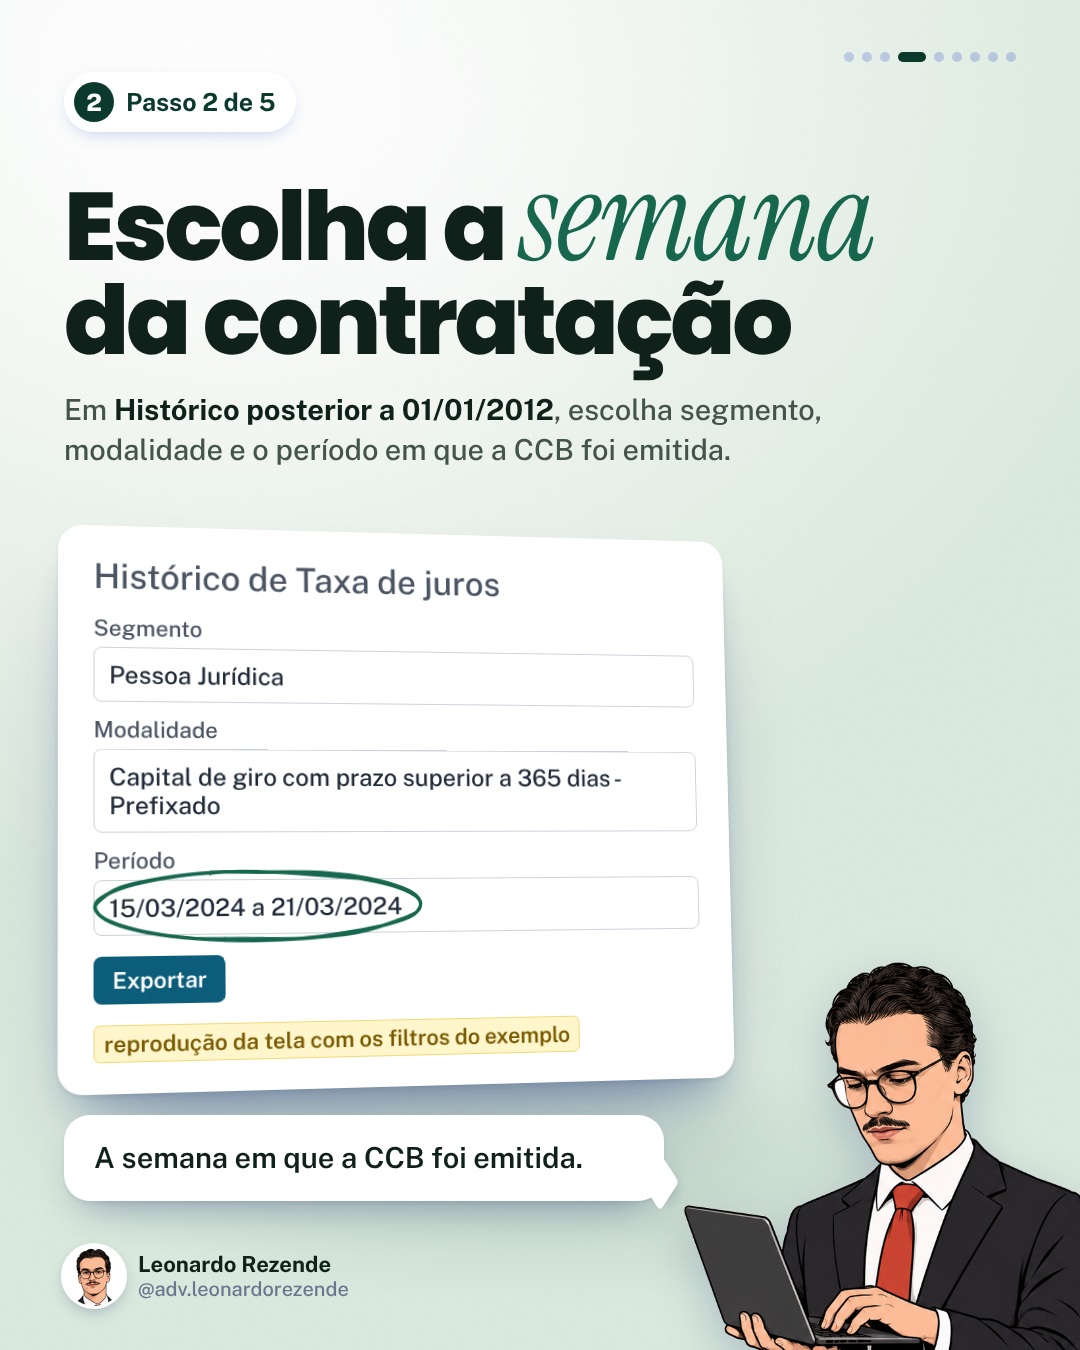 2 Passo 2 de 5
Escolha a semana
da contratação
Em Histórico posterior a 01/01/2012, escolha segmento,
modalidade e o período em que a CCB foi emitida.
Histórico de Taxa de juros
Segmento
Pessoa Jurídica
Modalidade
Capital de giro com prazo superior a 365 dias -
Prefixado
Período
15/03/2024 a 21/03/2024
Exportar
reprodução da tela com os filtros do exemplo
A semana em que a CCB foi emitida.
Leonardo Rezende
@adv.leonardorezende